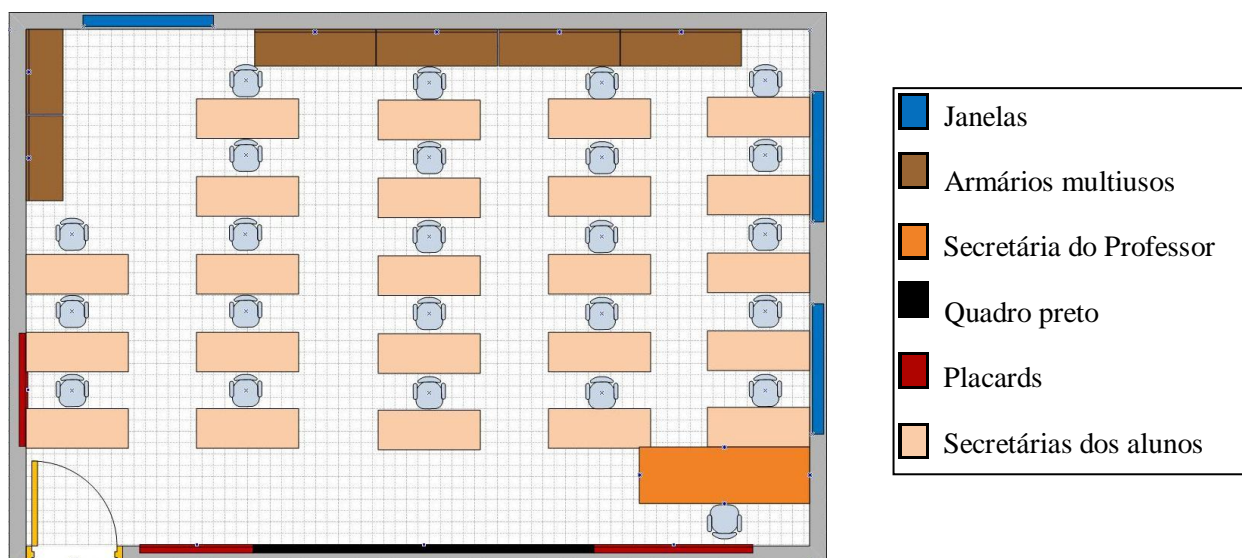 Janelas
Armários multiusos
Secretária do Professor
Quadro preto
Placards
Secretárias dos alunos